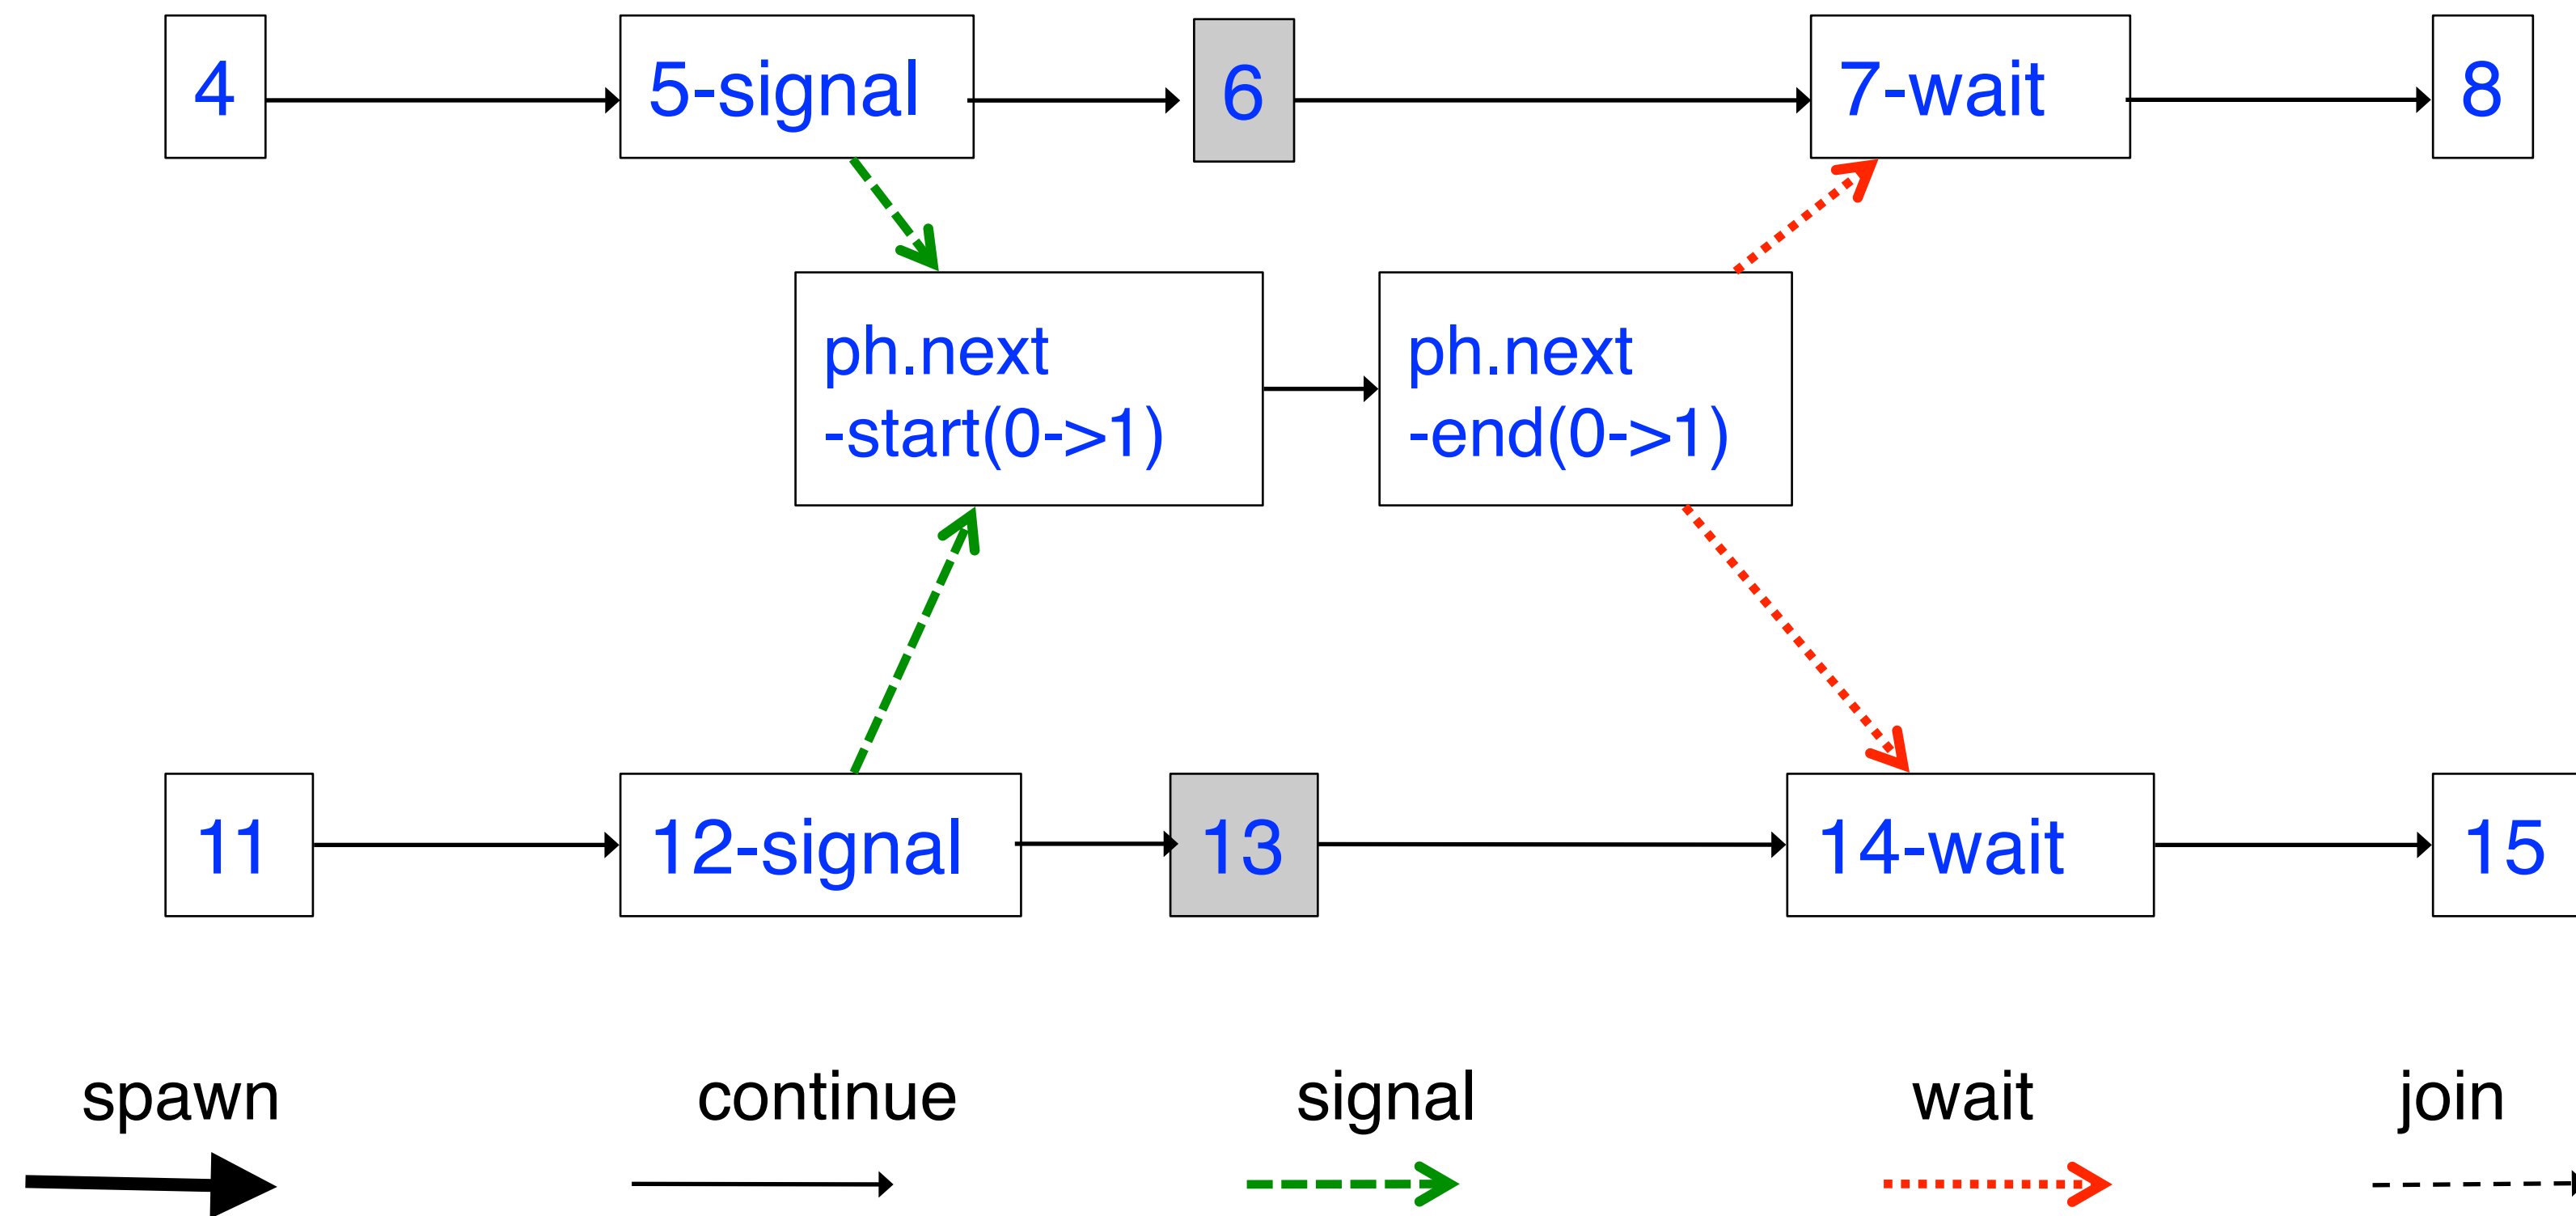 4
5-signal
6
7-wait
8
ph.next
-start(0->1)
ph.next
-end(0->1)
11
12-signal
13
14-wait
15
spawn
continue
signal
wait
join